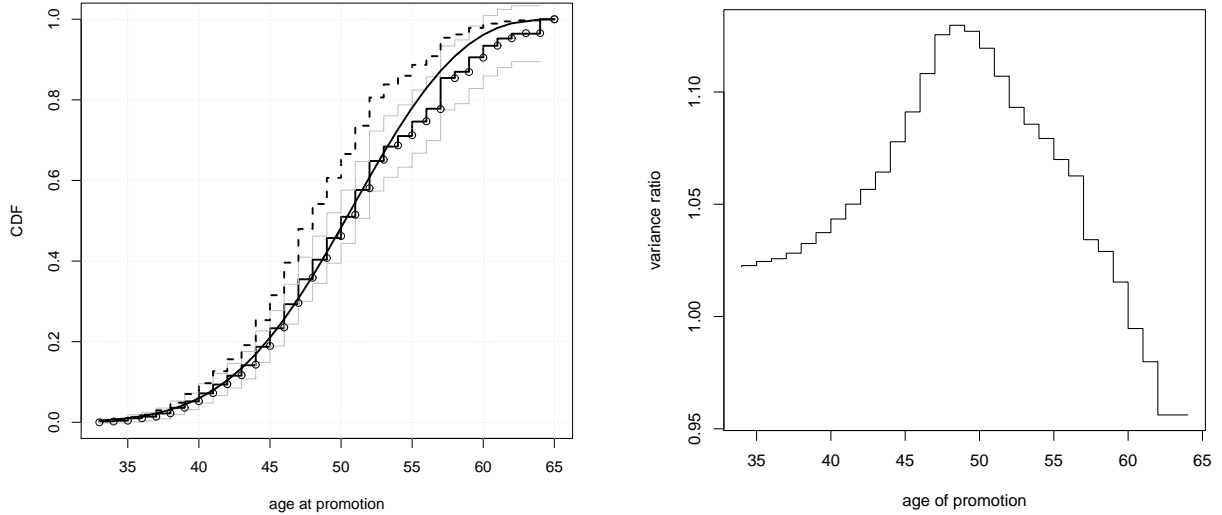 CDF
1.0
0.8
0.6
0.4
0.2
0.0
35 40 45 50 55 60 65
age at promotion
variance ratio
1.10
1.05
1.00
0.95
35 40 45 50 55 60 65
age of promotion